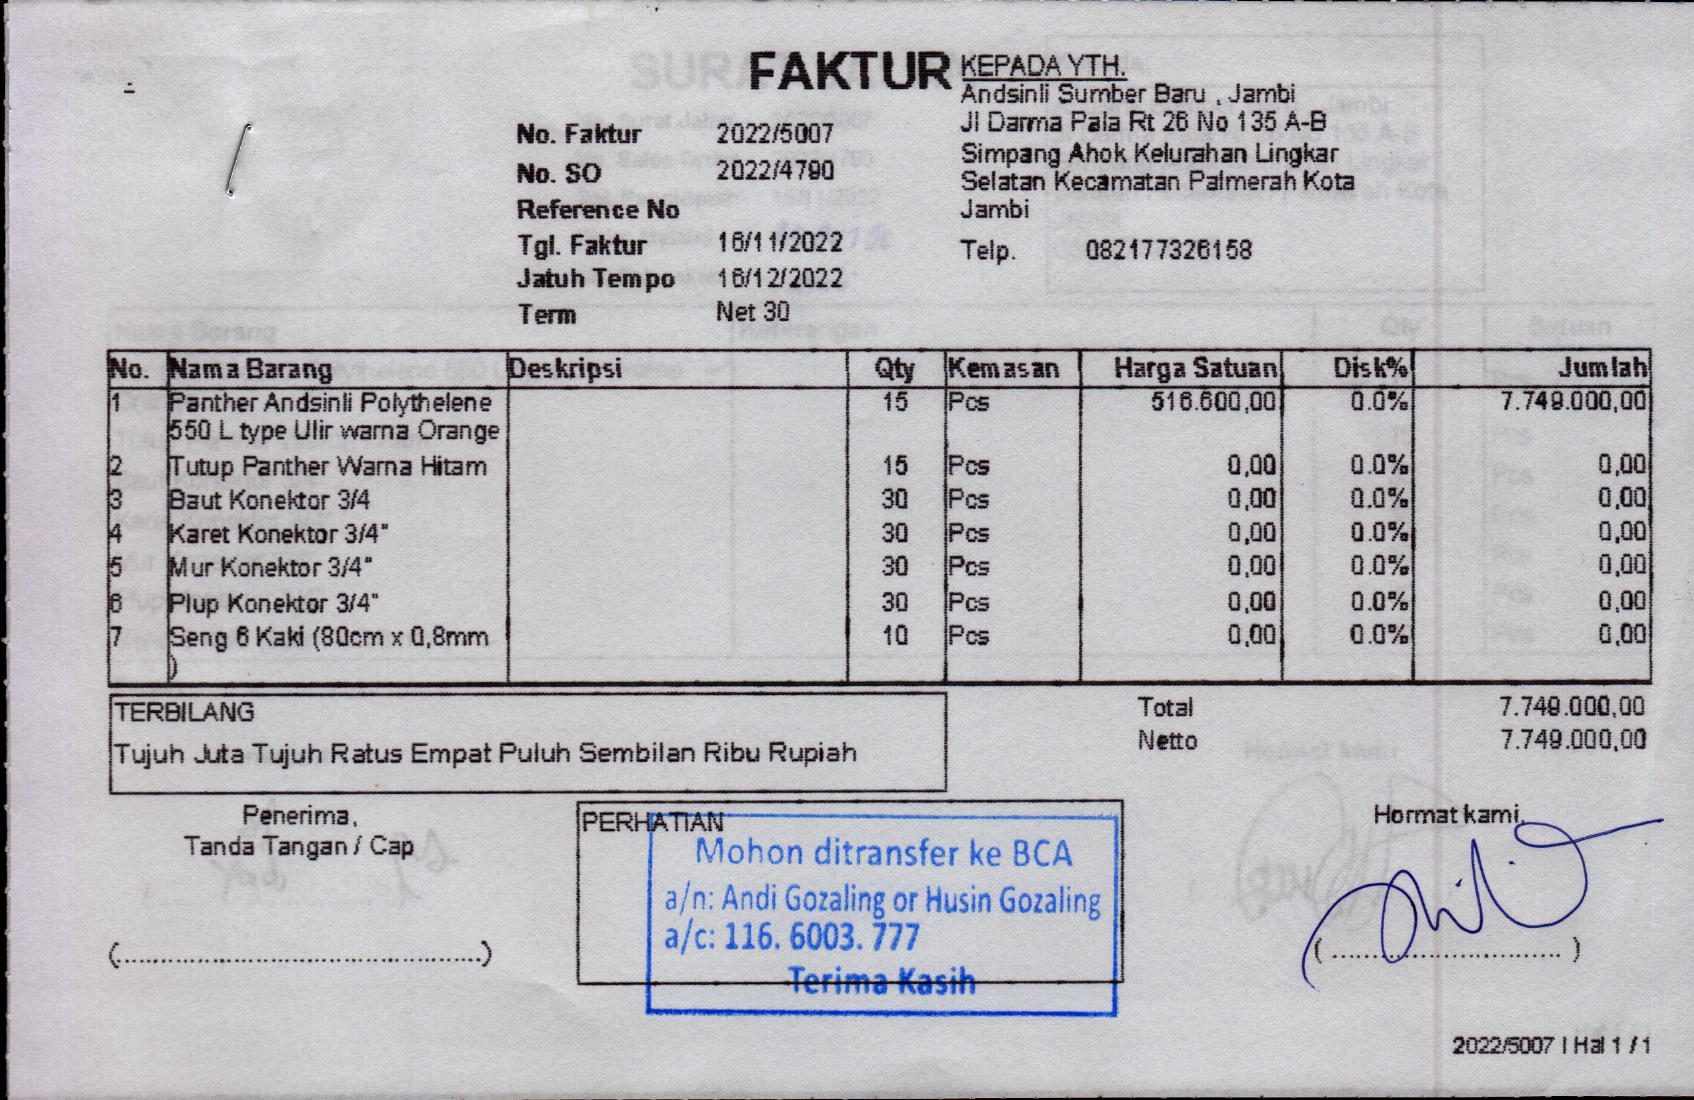 FAKTUR
KEPADA YTH.
Andsinli Sumber Baru , Jambi
Jl Darma Pala Rt 26 No 135 A-B
Simpang Ahok Kelurahan Lingkar
Selatan Kecamatan Palmerah Kota
Jambi
Telp. 082177326158
No. Faktur 2022/5007
No. SO 2022/4790
Reference No
Tgl. Faktur 16/11/2022
Jatuh Tempo 16/12/2022
Term Net 30
No. Nama Barang Deskripsi Qty Kemasan Harga Satuan Disk% Jumlah
1 Panther Andsinli Polythelene 15 Pcs 516.600,00 0.0% 7.749.000,00
550 L type Ulir warna Orange
2 Tutup Panther Warna Hitam 15 Pcs 0,00 0.0% 0,00
3 Baut Konektor 3/4 30 Pcs 0,00 0.0% 0,00
4 Karet Konektor 3/4" 30 Pcs 0,00 0.0% 0,00
5 Mur Konektor 3/4" 30 Pcs 0,00 0.0% 0,00
6 Plup Konektor 3/4" 30 Pcs 0,00 0.0% 0,00
7 Seng 6 Kaki (80cm x 0,8mm 10 Pcs 0,00 0.0% 0,00
)
TERBILANG
Tujuh Juta Tujuh Ratus Empat Puluh Sembilan Ribu Rupiah
Total 7.749.000,00
Netto 7.749.000,00
Penerima,
Tanda Tangan / Cap
(..............................................)
PERHATIAN
Mohon ditransfer ke BCA
a/n: Andi Gozaling or Husin Gozaling
a/c: 116. 6003. 777
Terima Kasih
Hormat kami,
(..............................)
2022/5007 | Hal 1 / 1